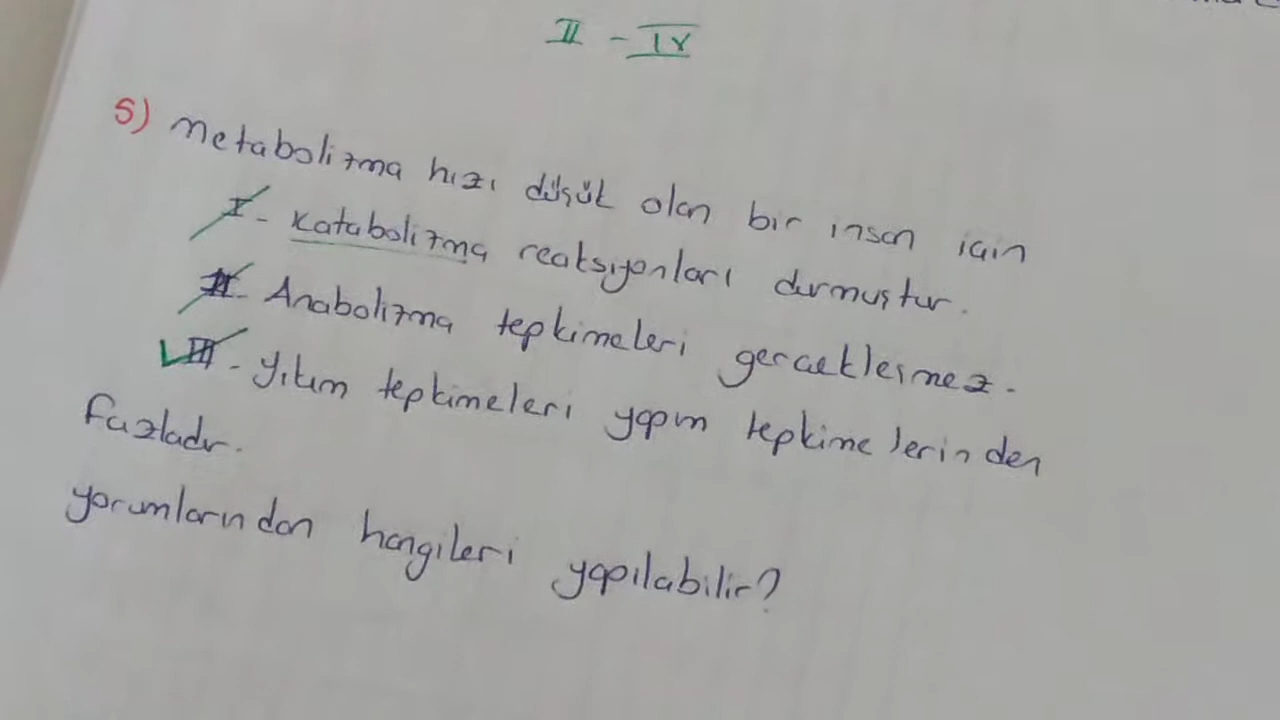 II - IV
5) Metabolizma hızı düşük olan bir insan için
I- Katabolizma reaksiyonları durmuştur.
II- Anabolizma tepkimeleri gerçekleşmez.
III- Yıkım tepkimeleri yapım tepkimelerinden
fazladır.
yorumlarından hangileri yapılabilir?